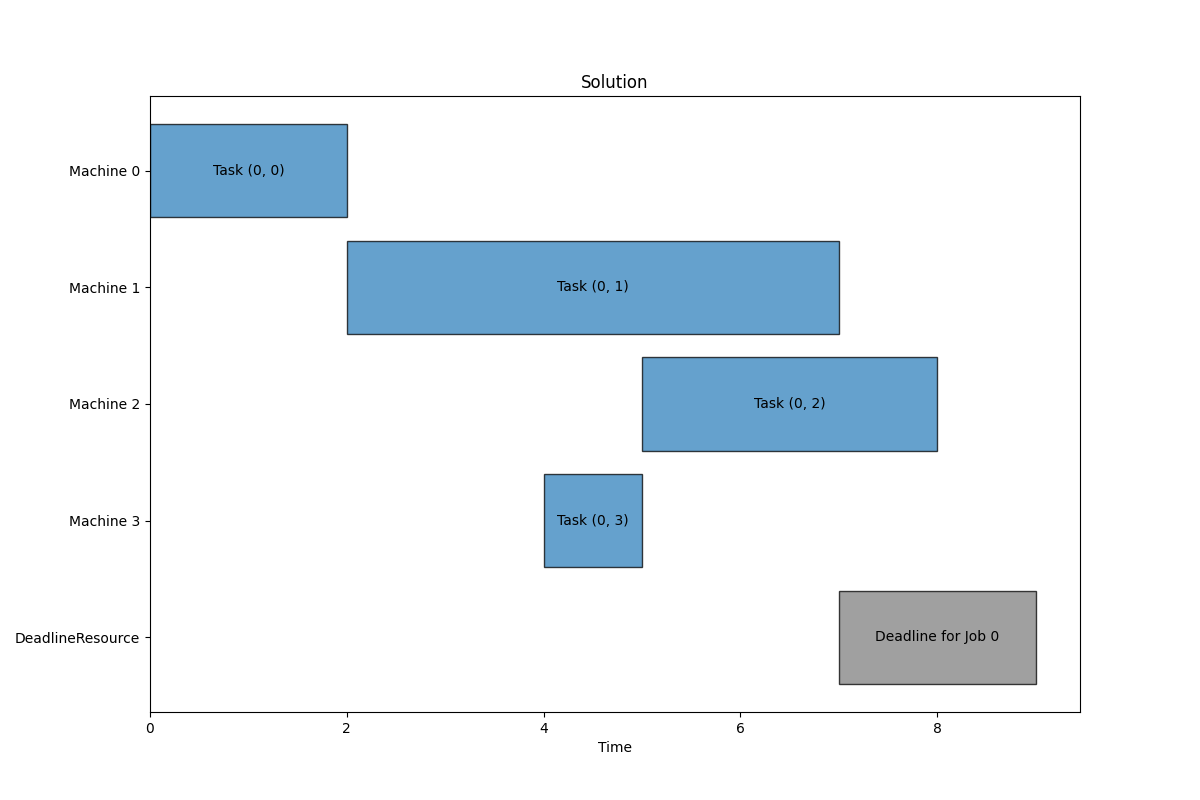 Solution
Machine 0
Task (0, 0)
Machine 1
Task (0, 1)
Machine 2
Task (0, 2)
Machine 3
Task (0, 3)
DeadlineResource
Deadline for Job 0
0 2 4 6 8
Time